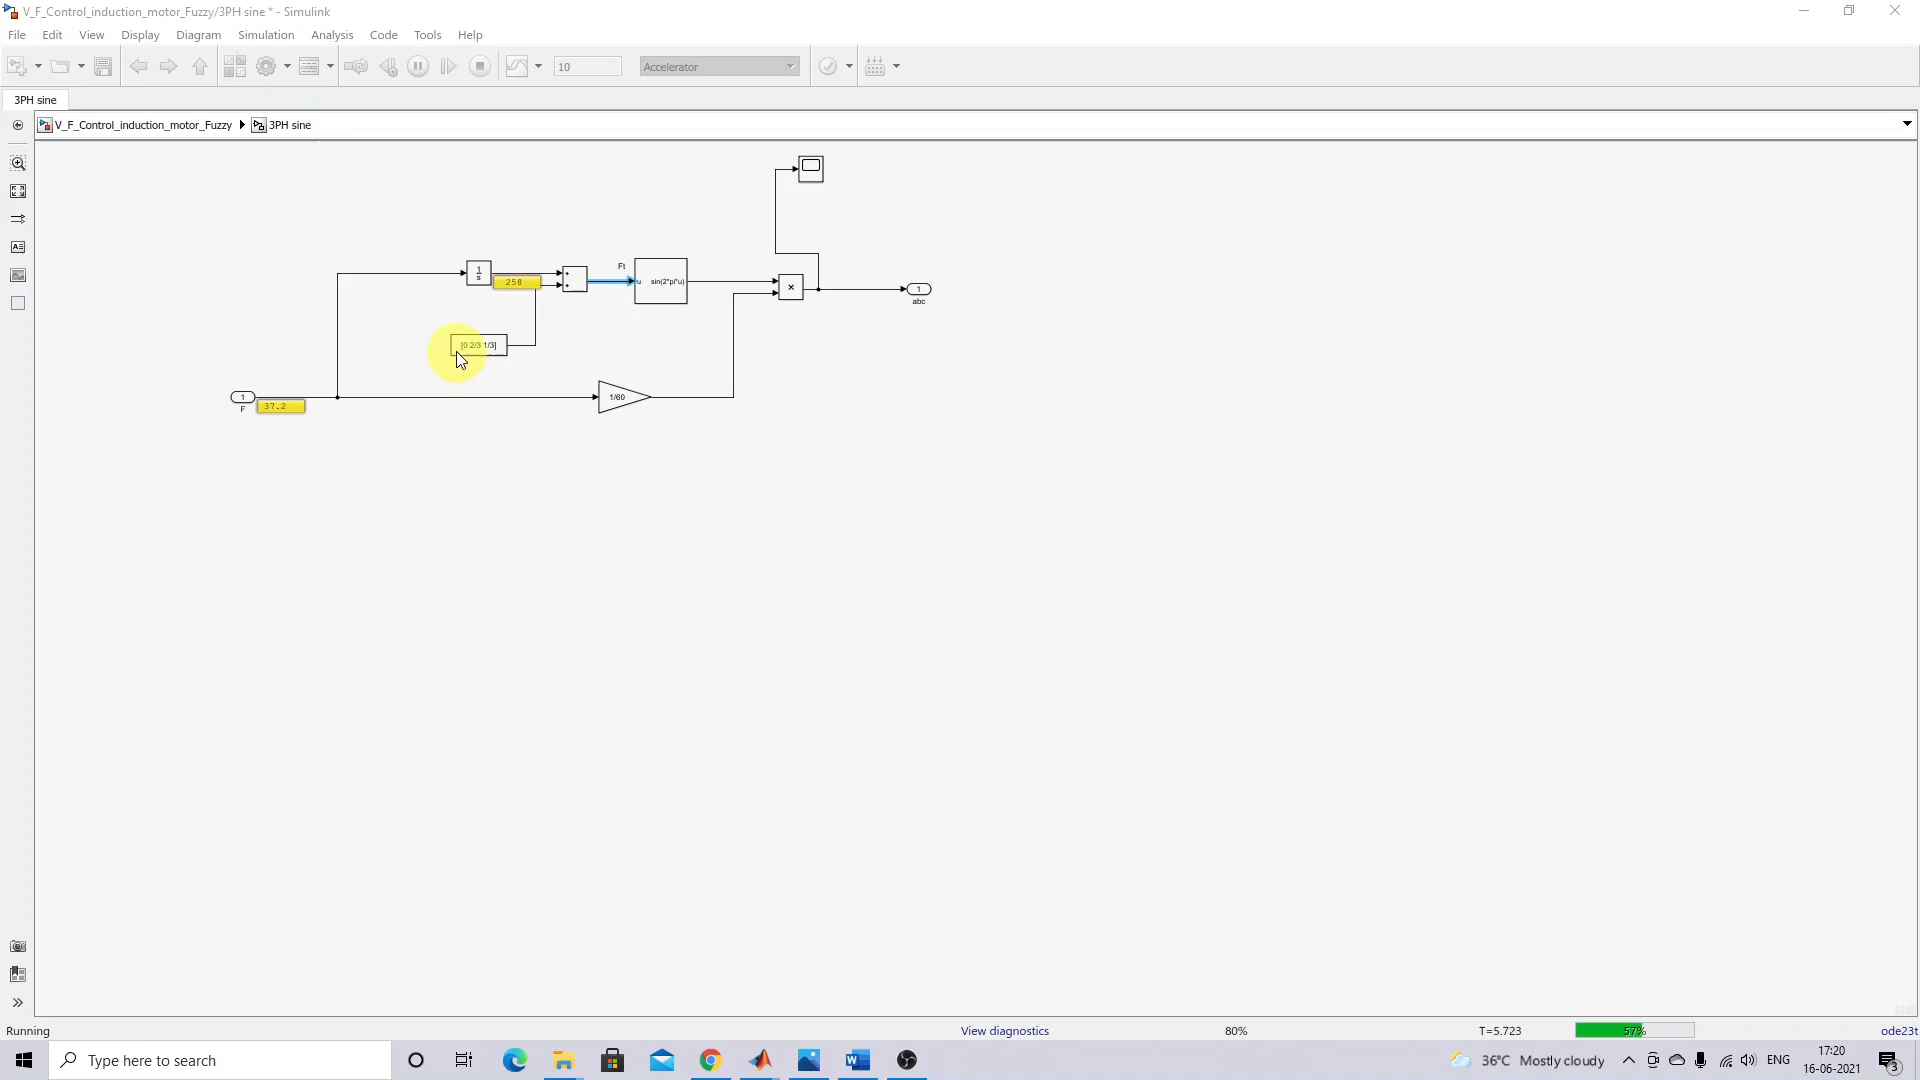 V_F_Control_induction_motor_Fuzzy/3PH sine * - Simulink
File Edit View Display Diagram Simulation Analysis Code Tools Help
10 Accelerator
3PH sine
V_F_Control_induction_motor_Fuzzy 3PH sine
Ft
1
s
258
+
+
u sin(2*pi*u)
×
1
abc
[0 2/3 1/3]
1
F
37.2
1/60
Running View diagnostics 80% T=5.723 57% ode23t
Type here to search
36°C Mostly cloudy ENG
17:20
16-06-2021
3